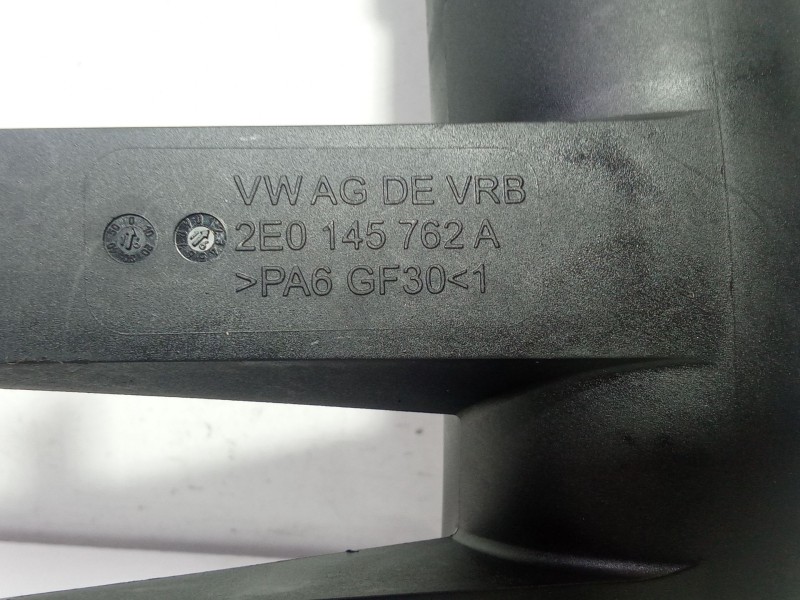 VW AG DE VRB
2E0 145 762 A
>PA6 GF30<1